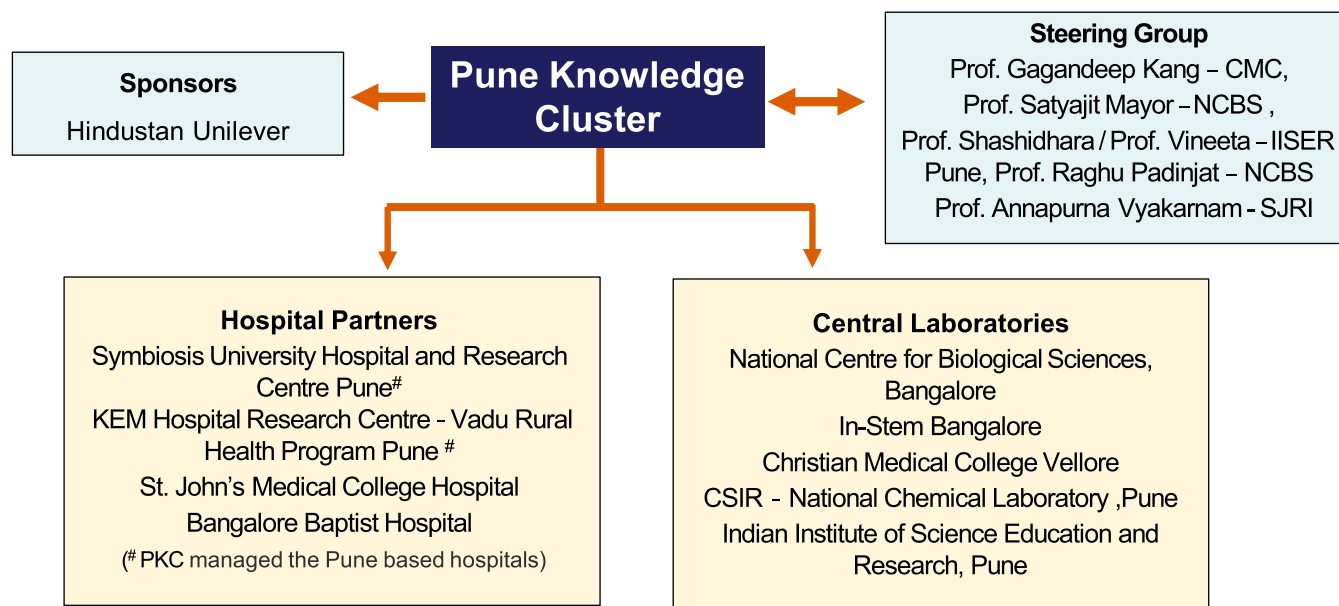 Sponsors
Hindustan Unilever
Pune Knowledge
Cluster
Steering Group
Prof. Gagandeep Kang – CMC,
Prof. Satyajit Mayor – NCBS ,
Prof. Shashidhara / Prof. Vineeta – IISER
Pune, Prof. Raghu Padinjat – NCBS
Prof. Annapurna Vyakarnam - SJRI
Hospital Partners
Symbiosis University Hospital and Research
Centre Pune#
KEM Hospital Research Centre - Vadu Rural
Health Program Pune #
St. John’s Medical College Hospital
Bangalore Baptist Hospital
(# PKC managed the Pune based hospitals)
Central Laboratories
National Centre for Biological Sciences,
Bangalore
In-Stem Bangalore
Christian Medical College Vellore
CSIR - National Chemical Laboratory ,Pune
Indian Institute of Science Education and
Research, Pune